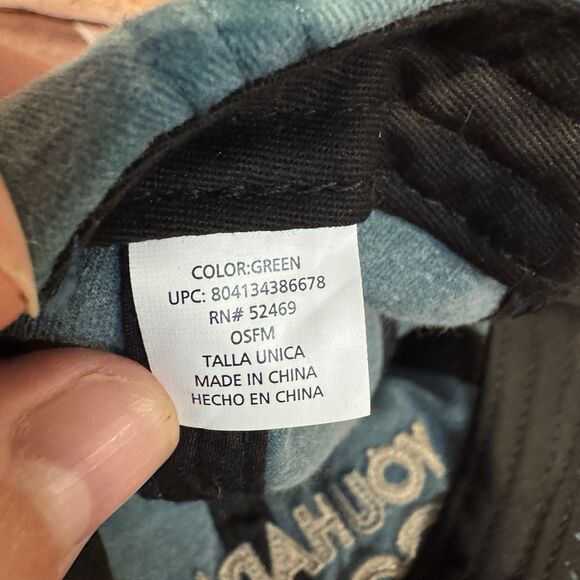 COLOR:GREEN
UPC: 804134386678
RN# 52469
OSFM
TALLA UNICA
MADE IN CHINA
HECHO EN CHINA